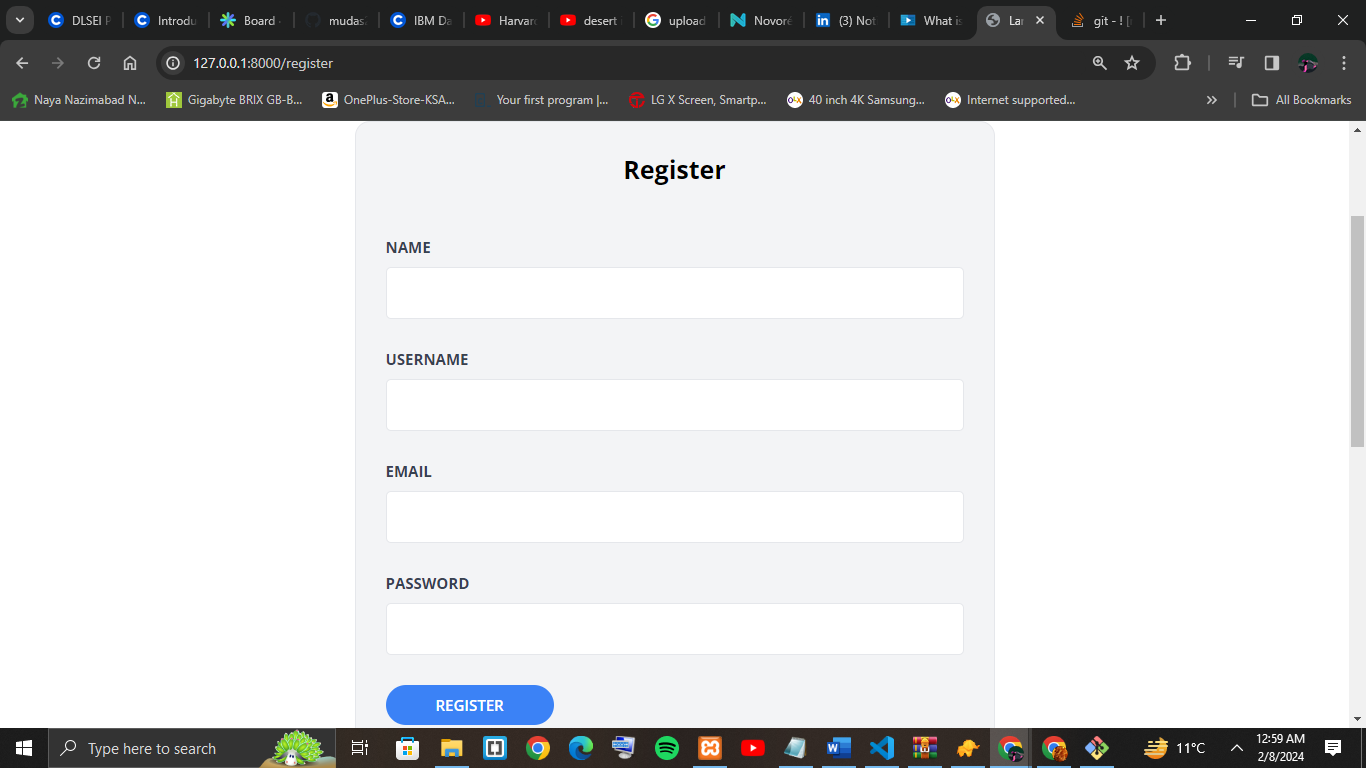 DLSEI P
Introdu
Board -
mudas
IBM Da
Harvard
desert
upload
Novoré
(3) Not
What is
Lar
git - ! [r
127.0.0.1:8000/register
Naya Nazimabad N...
Gigabyte BRIX GB-B...
OnePlus-Store-KSA...
Your first program |...
LG X Screen, Smartp...
40 inch 4K Samsung...
Internet supported...
All Bookmarks
Register
NAME
USERNAME
EMAIL
PASSWORD
REGISTER
Type here to search
11°C
12:59 AM
2/8/2024